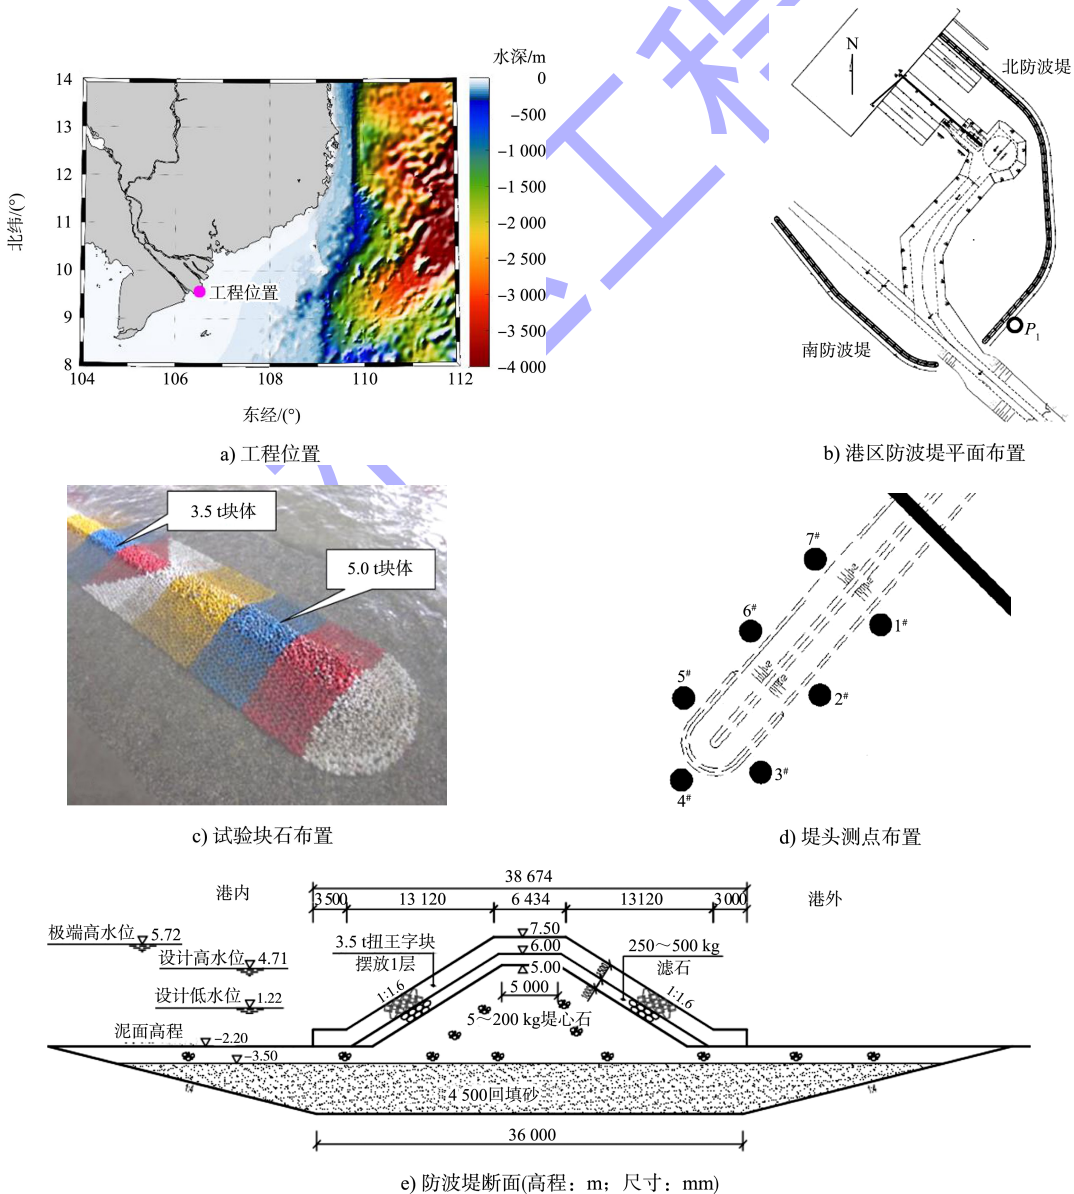 水深/m
14
13
12
11
10
9
8
104
106
108
110
112
北纬/(°)
东经/(°)
工程位置
0
−500
−1 000
−1 500
−2 000
−2 500
−3 000
−3 500
−4 000
a) 工程位置
N
北防波堤
南防波堤
P1
b) 港区防波堤平面布置
3.5 t块体
5.0 t块体
c) 试验块石布置
7#
6#
5#
4#
3#
2#
1#
d) 堤头测点布置
港内
38 674
港外
3 500
13 120
6 434
13120
3 000
极端高水位 5.72
设计高水位 4.71
设计低水位 1.22
泥面高程 −2.20
−3.50
3.5 t扭王字块
摆放1层
7.50
6.00
5.00
5 000
250～500 kg
滤石
1:1.6
1:1.6
5～200 kg堤心石
4 500回填砂
36 000
e) 防波堤断面(高程：m；尺寸：mm)
工程